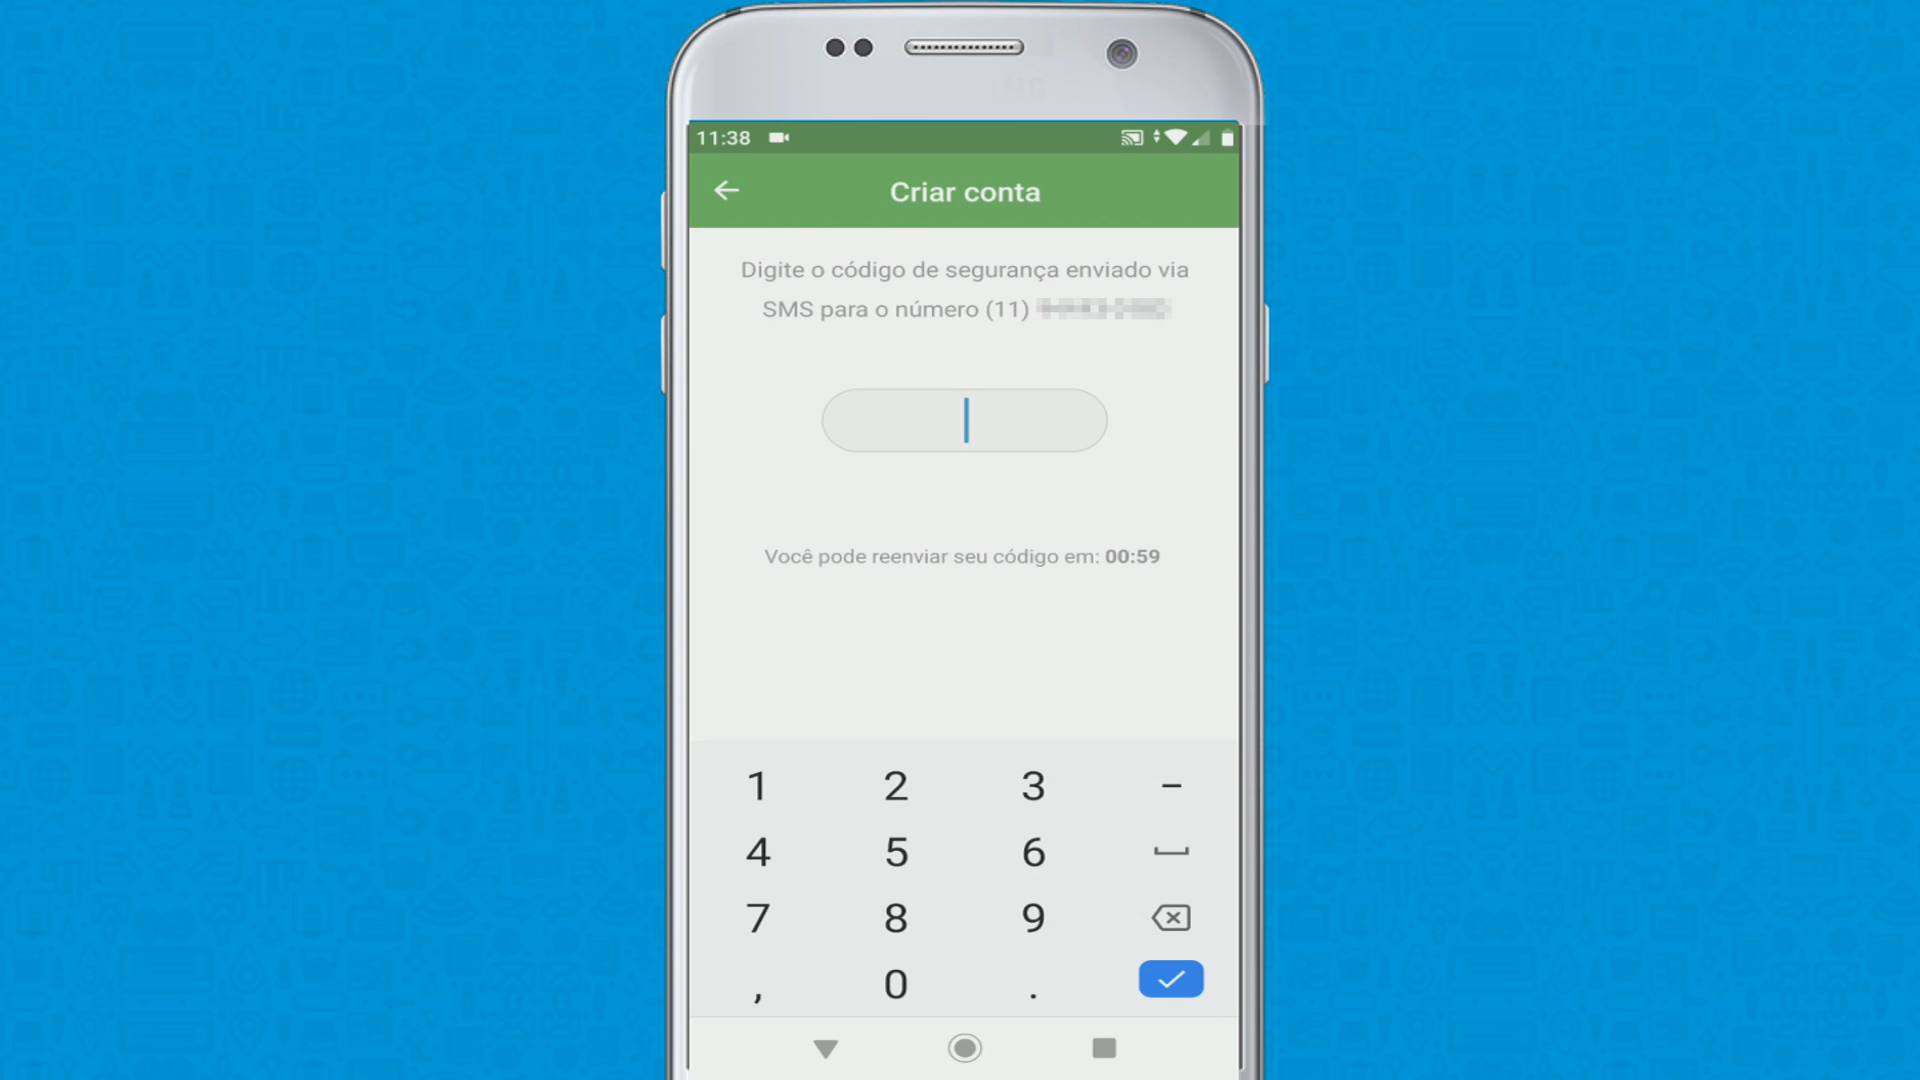 11:38
Criar conta
Digite o código de segurança enviado via
SMS para o número (11)
Você pode reenviar seu código em: 00:59
1 2 3 -
4 5 6
7 8 9
, 0 .